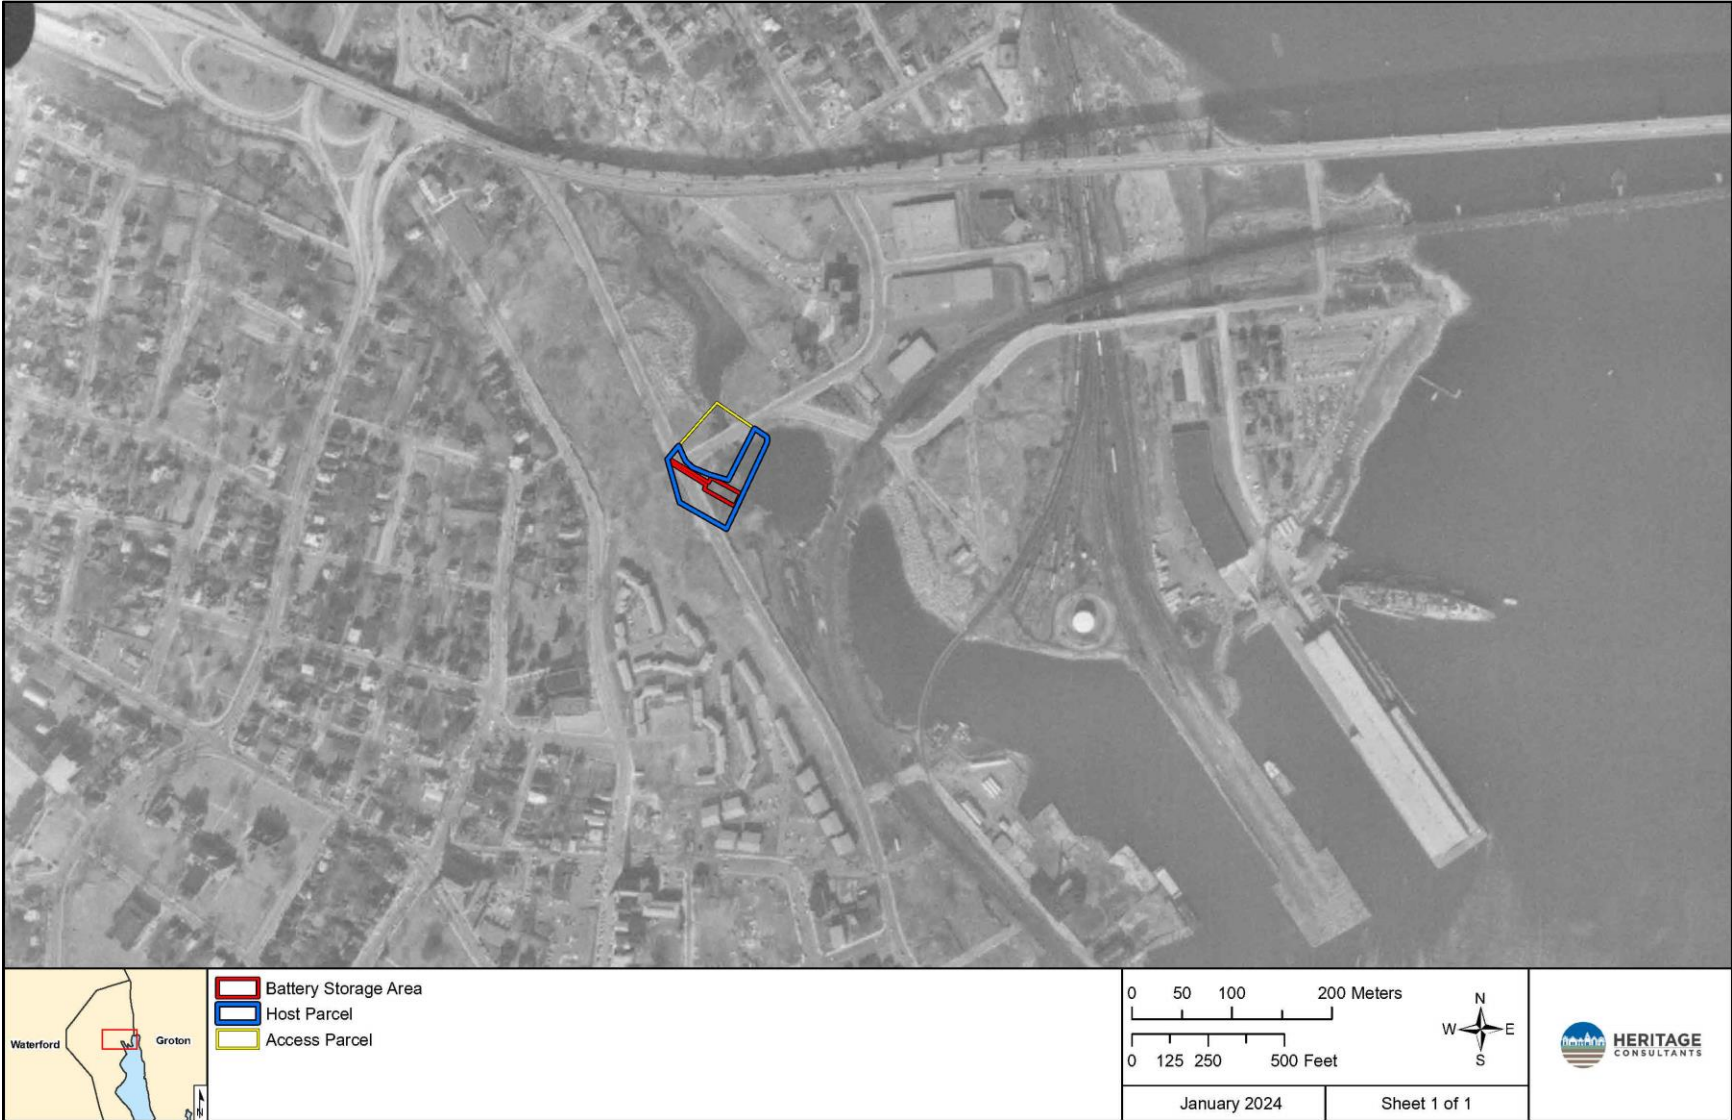 Battery Storage Area
Host Parcel
Access Parcel
Waterford
Groton
N
0 50 100 200 Meters
0 125 250 500 Feet
N
W E
S
January 2024
Sheet 1 of 1
HERITAGE
CONSULTANTS